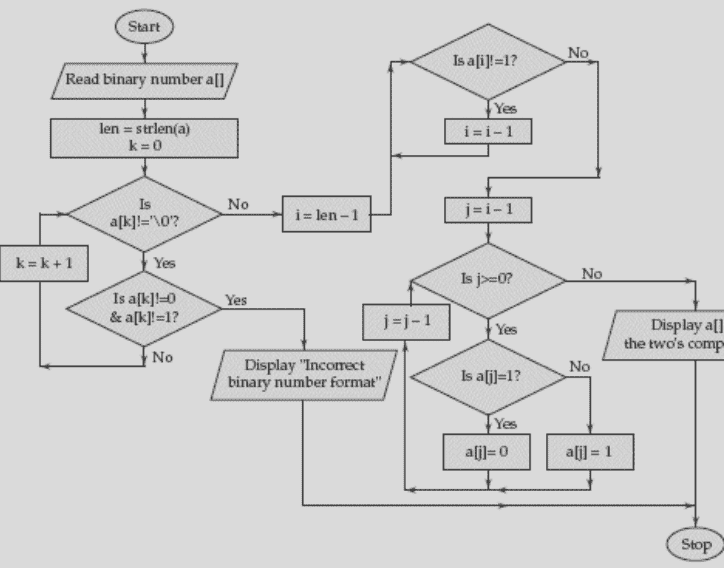 Start
Read binary number a[]
len = strlen(a)
k = 0
Is
a[k]!='\0'?
No
Yes
k = k + 1
Is a[k]!=0
& a[k]!=1?
Yes
No
Display "Incorrect
binary number format"
i = len – 1
Is a[i]!=1?
No
Yes
i = i – 1
j = i – 1
Is j>=0?
No
Yes
j = j – 1
Is a[j]=1?
No
Yes
a[j]= 0
a[j] = 1
Display a[]
the two's
Stop